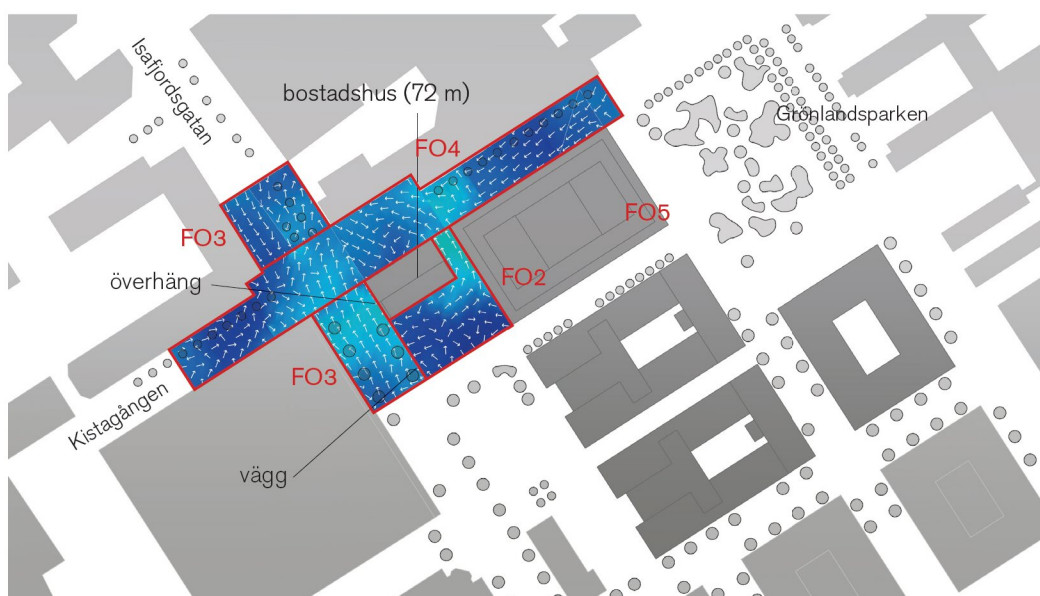 Isafjordsgatan
bostadshus (72 m)
Grönlandsparken
FO4
FO5
FO3
överhäng
FO2
FO3
Kistagången
vägg